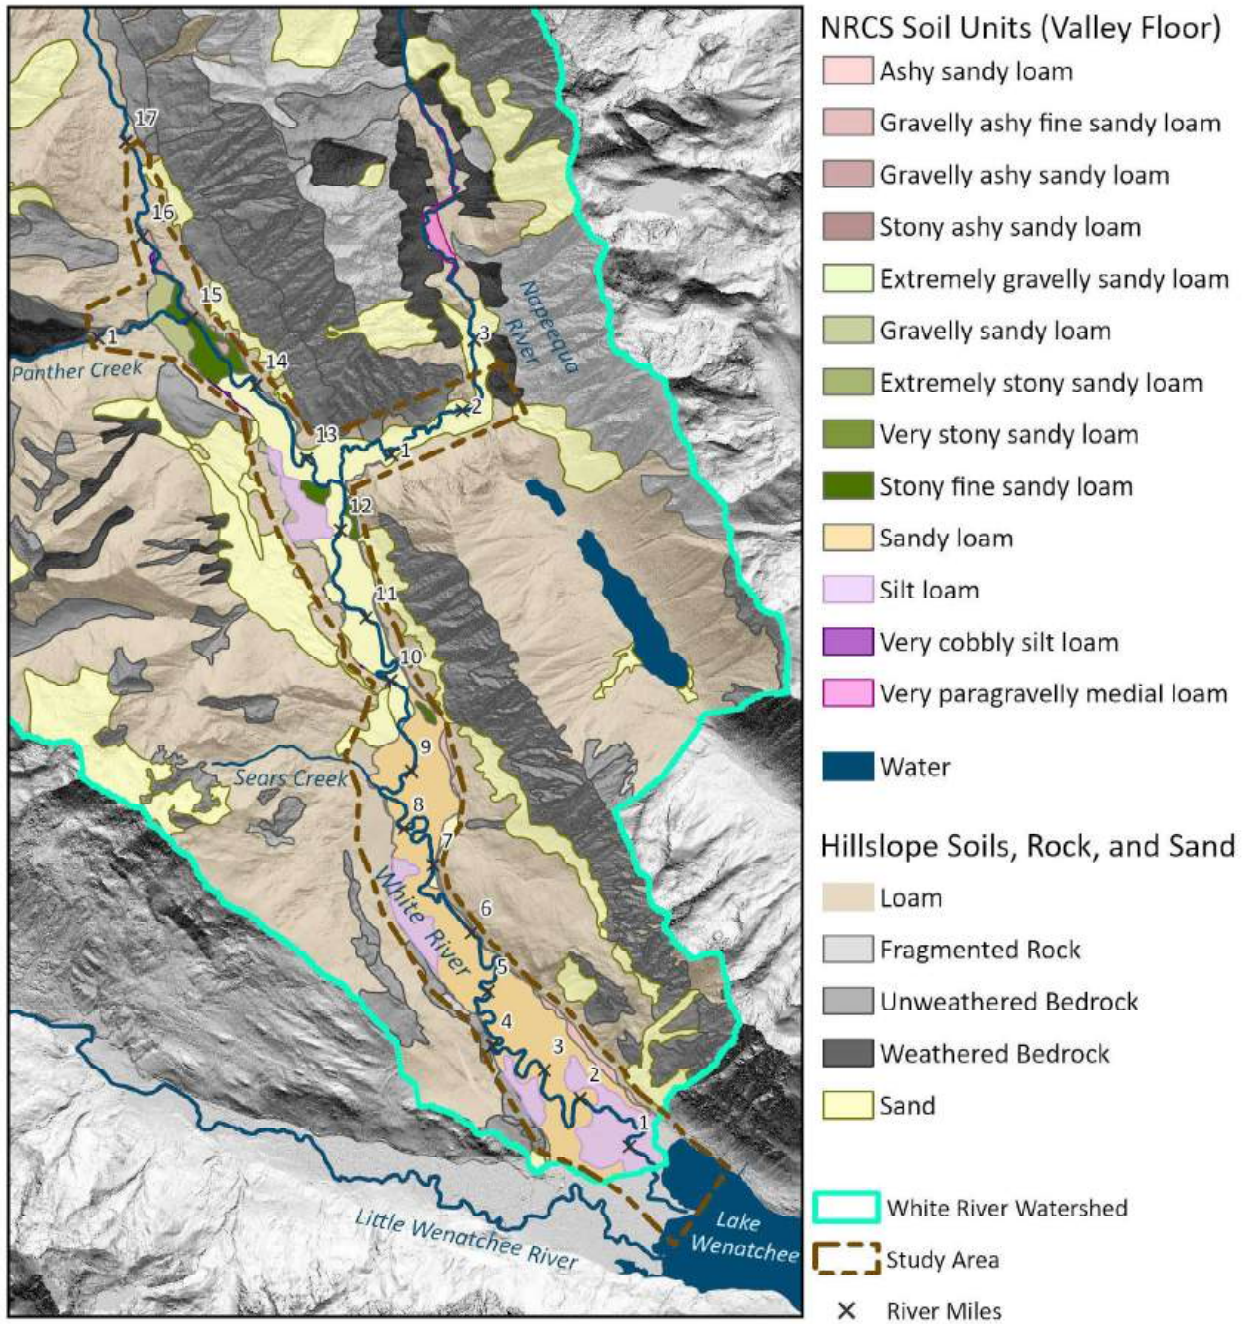 17
16
15
1
Panther Creek
14
13
Napeequa
River
3
2
1
12
11
10
9
Sears Creek
8
7
White River
6
5
4
3
2
1
Little Wenatchee River
Lake
Wenatchee
NRCS Soil Units (Valley Floor)
Ashy sandy loam
Gravelly ashy fine sandy loam
Gravelly ashy sandy loam
Stony ashy sandy loam
Extremely gravelly sandy loam
Gravelly sandy loam
Extremely stony sandy loam
Very stony sandy loam
Stony fine sandy loam
Sandy loam
Silt loam
Very cobbly silt loam
Very paragravelly medial loam
Water
Hillslope Soils, Rock, and Sand
Loam
Fragmented Rock
Unweathered Bedrock
Weathered Bedrock
Sand
White River Watershed
Study Area
River Miles